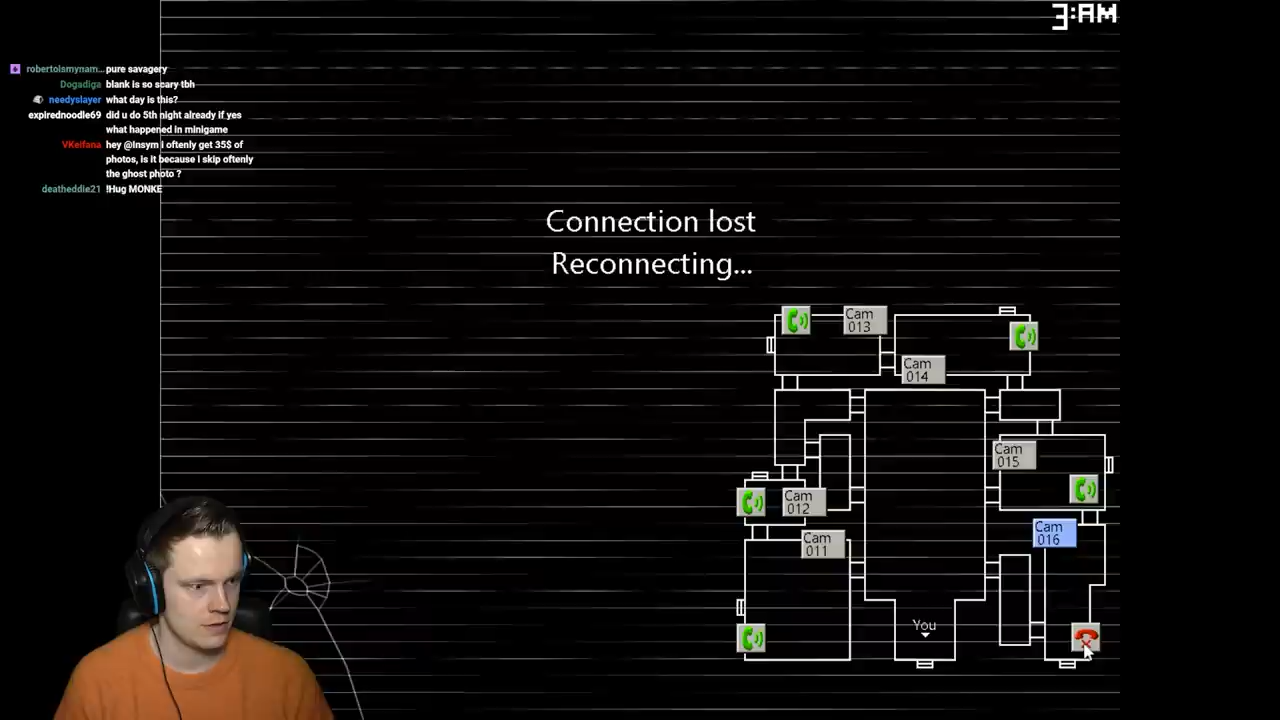 3:AM
robertoismynam... pure savagery
Dogadiga blank is so scary tbh
needyslayer what day is this?
expirednoodle69 did u do 5th night already if yes
what happened in minigame
VKeifana hey @Insym i oftenly get 35$ of
photos, is it because i skip oftenly
the ghost photo ?
deatheddie21 !Hug MONKE
Connection lost
Reconnecting...
Cam
013
Cam
014
Cam
015
Cam
012
Cam
016
Cam
011
You